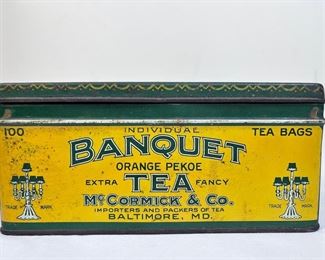 INDIVIDUAL
100 BANQUET TEA BAGS
ORANGE PEKOE
EXTRA TEA FANCY
McCORMICK & Co.
TRADE MARK TRADE MARK
IMPORTERS AND PACKERS OF TEA
BALTIMORE, MD.